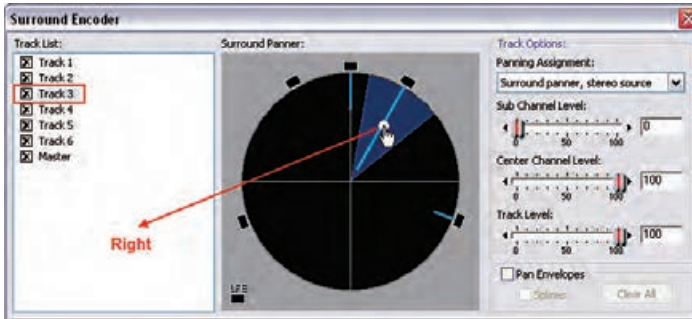 Surround Encoder
Track List:
Track 1
Track 2
Track 3
Track 4
Track 5
Track 6
Master
Surround Panner:
Right
LFE
Track Options:
Panning Assignment:
Surround panner, stereo source
Sub Channel Level:
0
0 50 100
Center Channel Level:
100
0 50 100
Track Level:
100
0 50 100
Pan Envelopes
Splines
Clear All